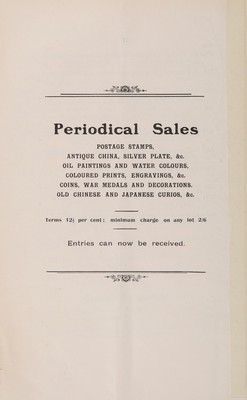 Periodical Sales
POSTAGE STAMPS,
ANTIQUE CHINA, SILVER PLATE, &c.
OIL PAINTINGS AND WATER COLOURS,
COLOURED PRINTS, ENGRAVINGS, &c.
COINS, WAR MEDALS AND DECORATIONS.
OLD CHINESE AND JAPANESE CURIOS, &c.
Terms 12½ per cent; minimum charge on any lot 2/6
Entries can now be received.